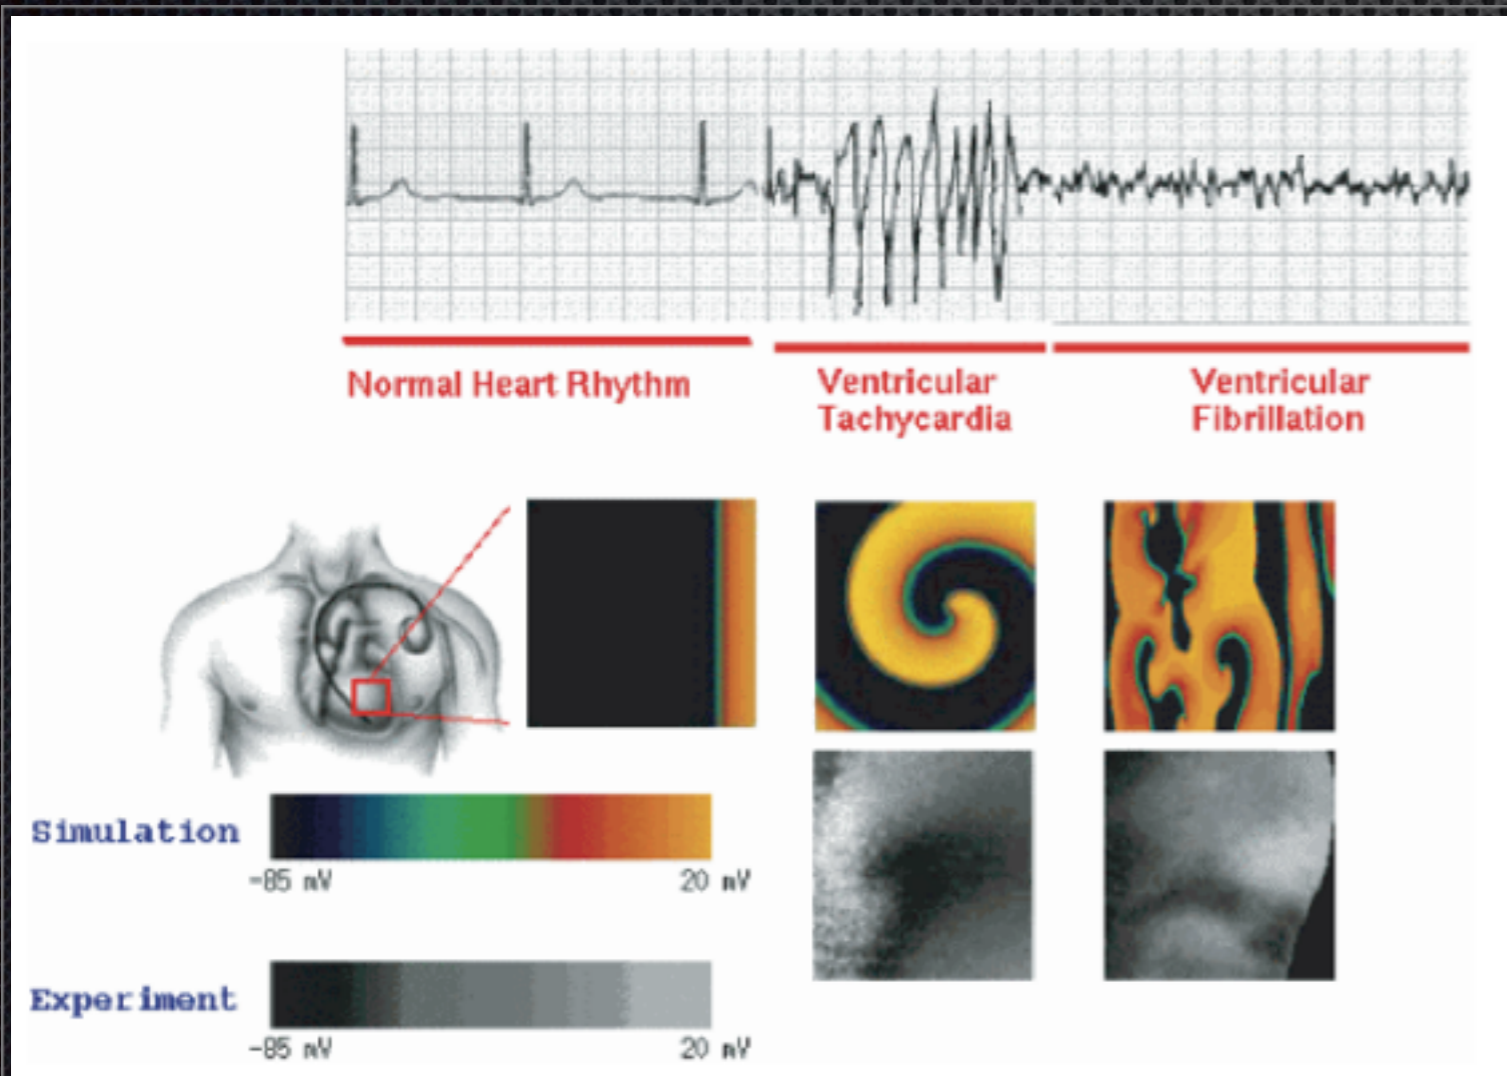 Normal Heart Rhythm
Ventricular
Tachycardia
Ventricular
Fibrillation
Simulation
-85 mV
20 mV
Experiment
-85 mV
20 mV